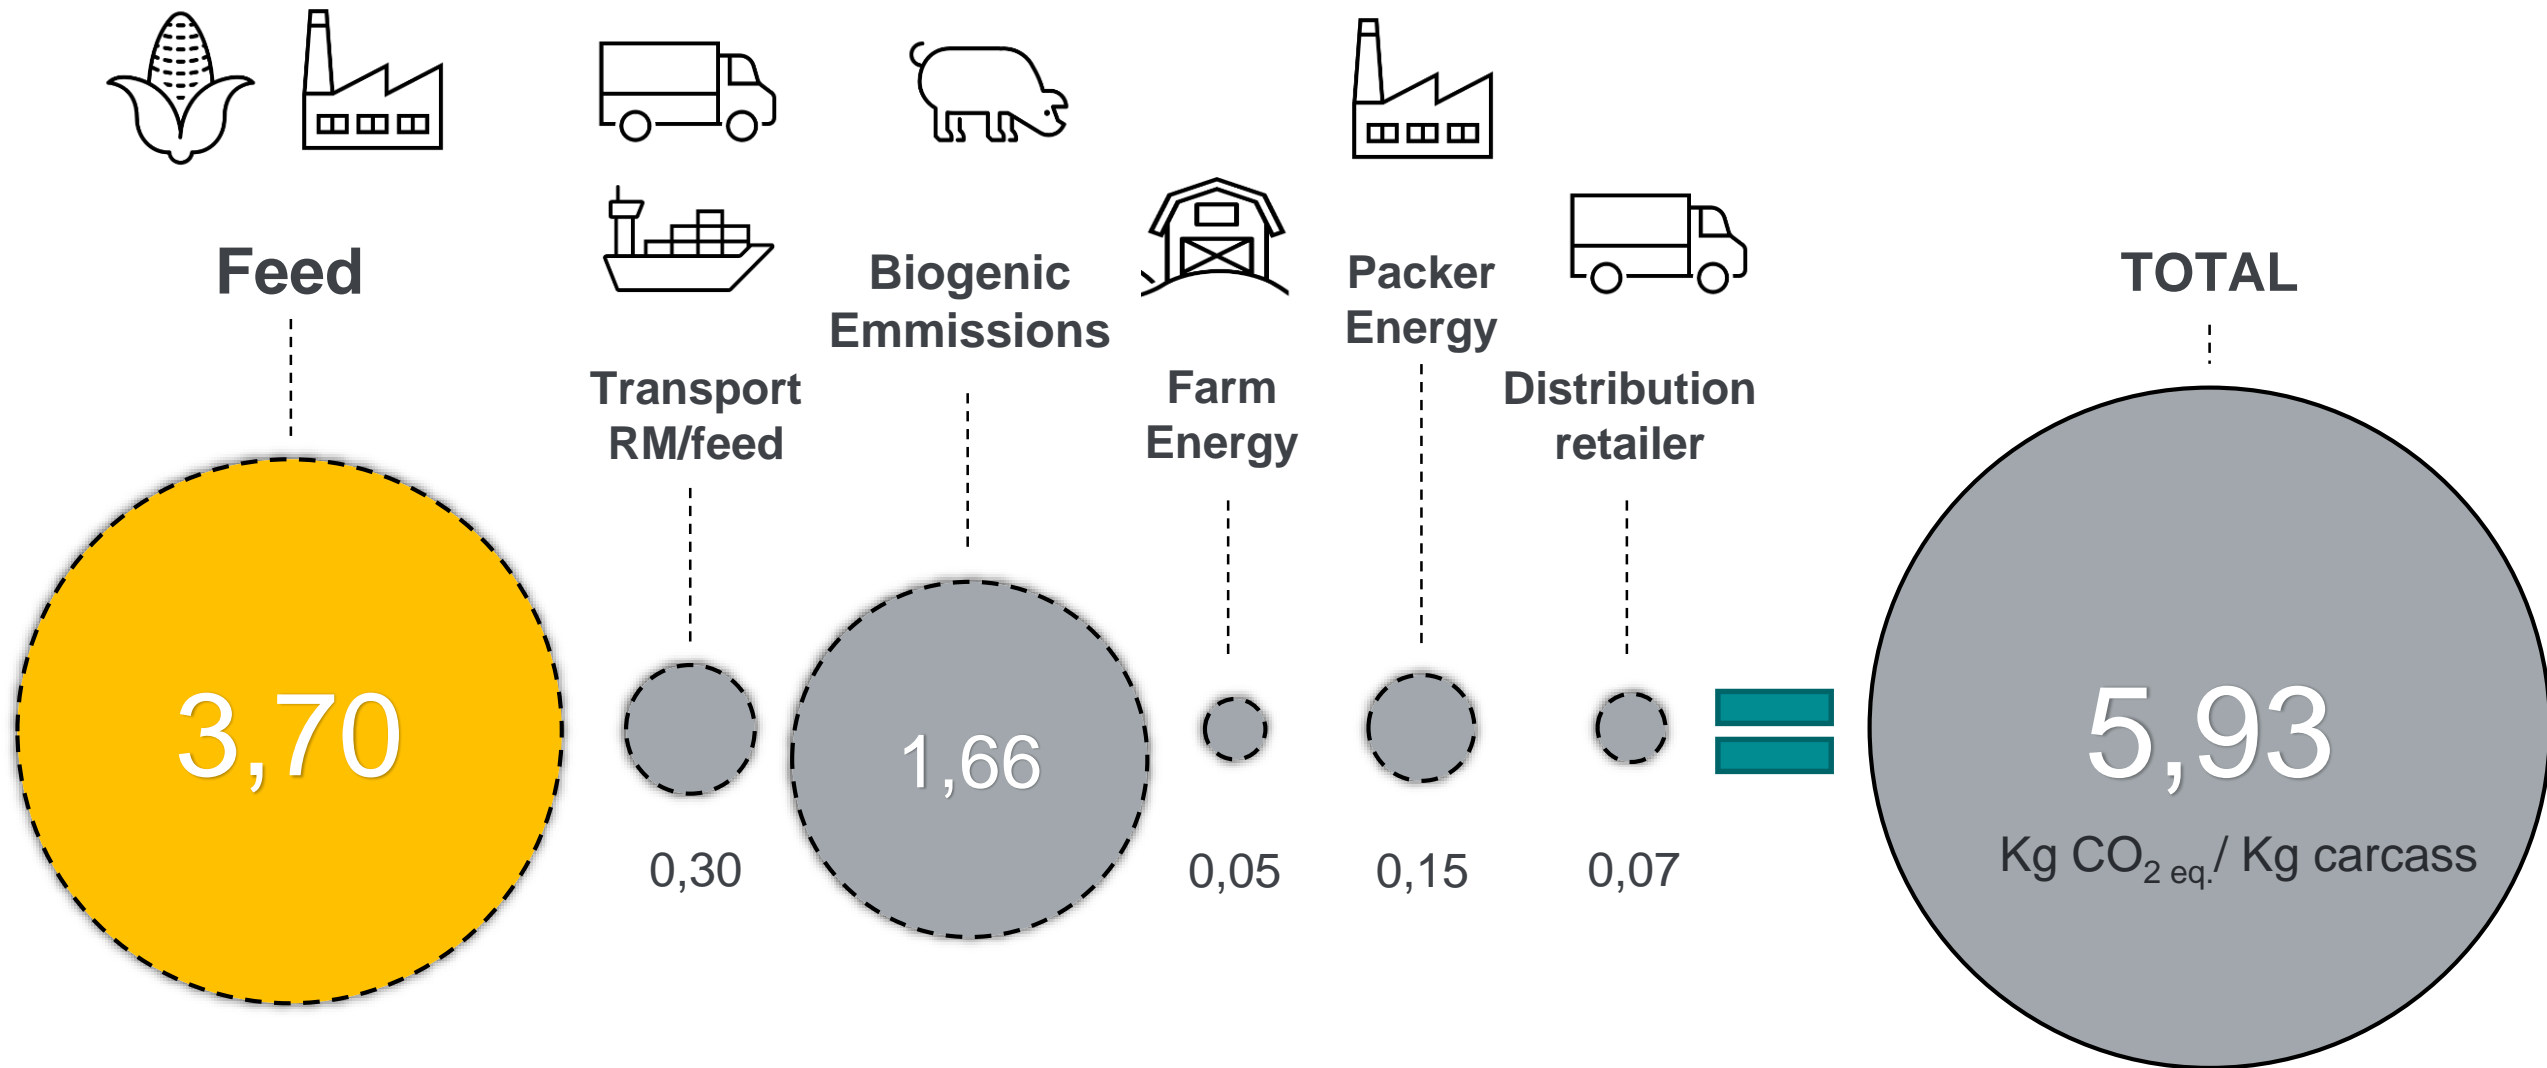 Feed
3,70
Transport
RM/feed
0,30
Biogenic
Emmissions
1,66
Farm
Energy
0,05
Packer
Energy
0,15
Distribution
retailer
0,07
TOTAL
5,93
Kg CO2 eq./ Kg carcass